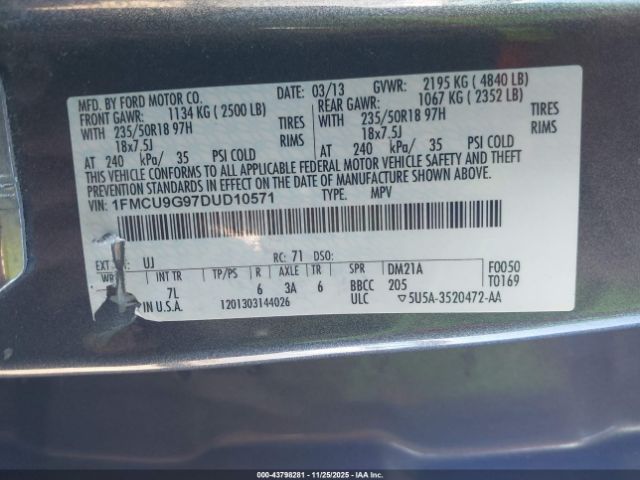 MFD. BY FORD MOTOR CO. DATE: 03/13 GVWR: 2195 KG ( 4840 LB)
FRONT GAWR: 1134 KG ( 2500 LB) REAR GAWR: 1067 KG ( 2352 LB)
WITH 235/50R18 97H TIRES WITH 235/50R18 97H TIRES
18x7.5J RIMS 18x7.5J RIMS
AT 240 kPa/ 35 PSI COLD AT 240 kPa/ 35 PSI COLD
THIS VEHICLE CONFORMS TO ALL APPLICABLE FEDERAL MOTOR VEHICLE SAFETY AND THEFT
PREVENTION STANDARDS IN EFFECT ON THE DATE OF MANUFACTURE SHOWN ABOVE.
VIN: 1FMCU9G97DUD10571 TYPE: MPV
EXT UJ RC: 71 DSO: F0050
WB INT TR TP/PS R AXLE TR SPR DM21A T0169
7L 6 3A 6 BBCC 205
IN U.S.A. 1201303144026 ULC 5U5A-3520472-AA
000-43798281 - 11/25/2025 - IAA Inc.